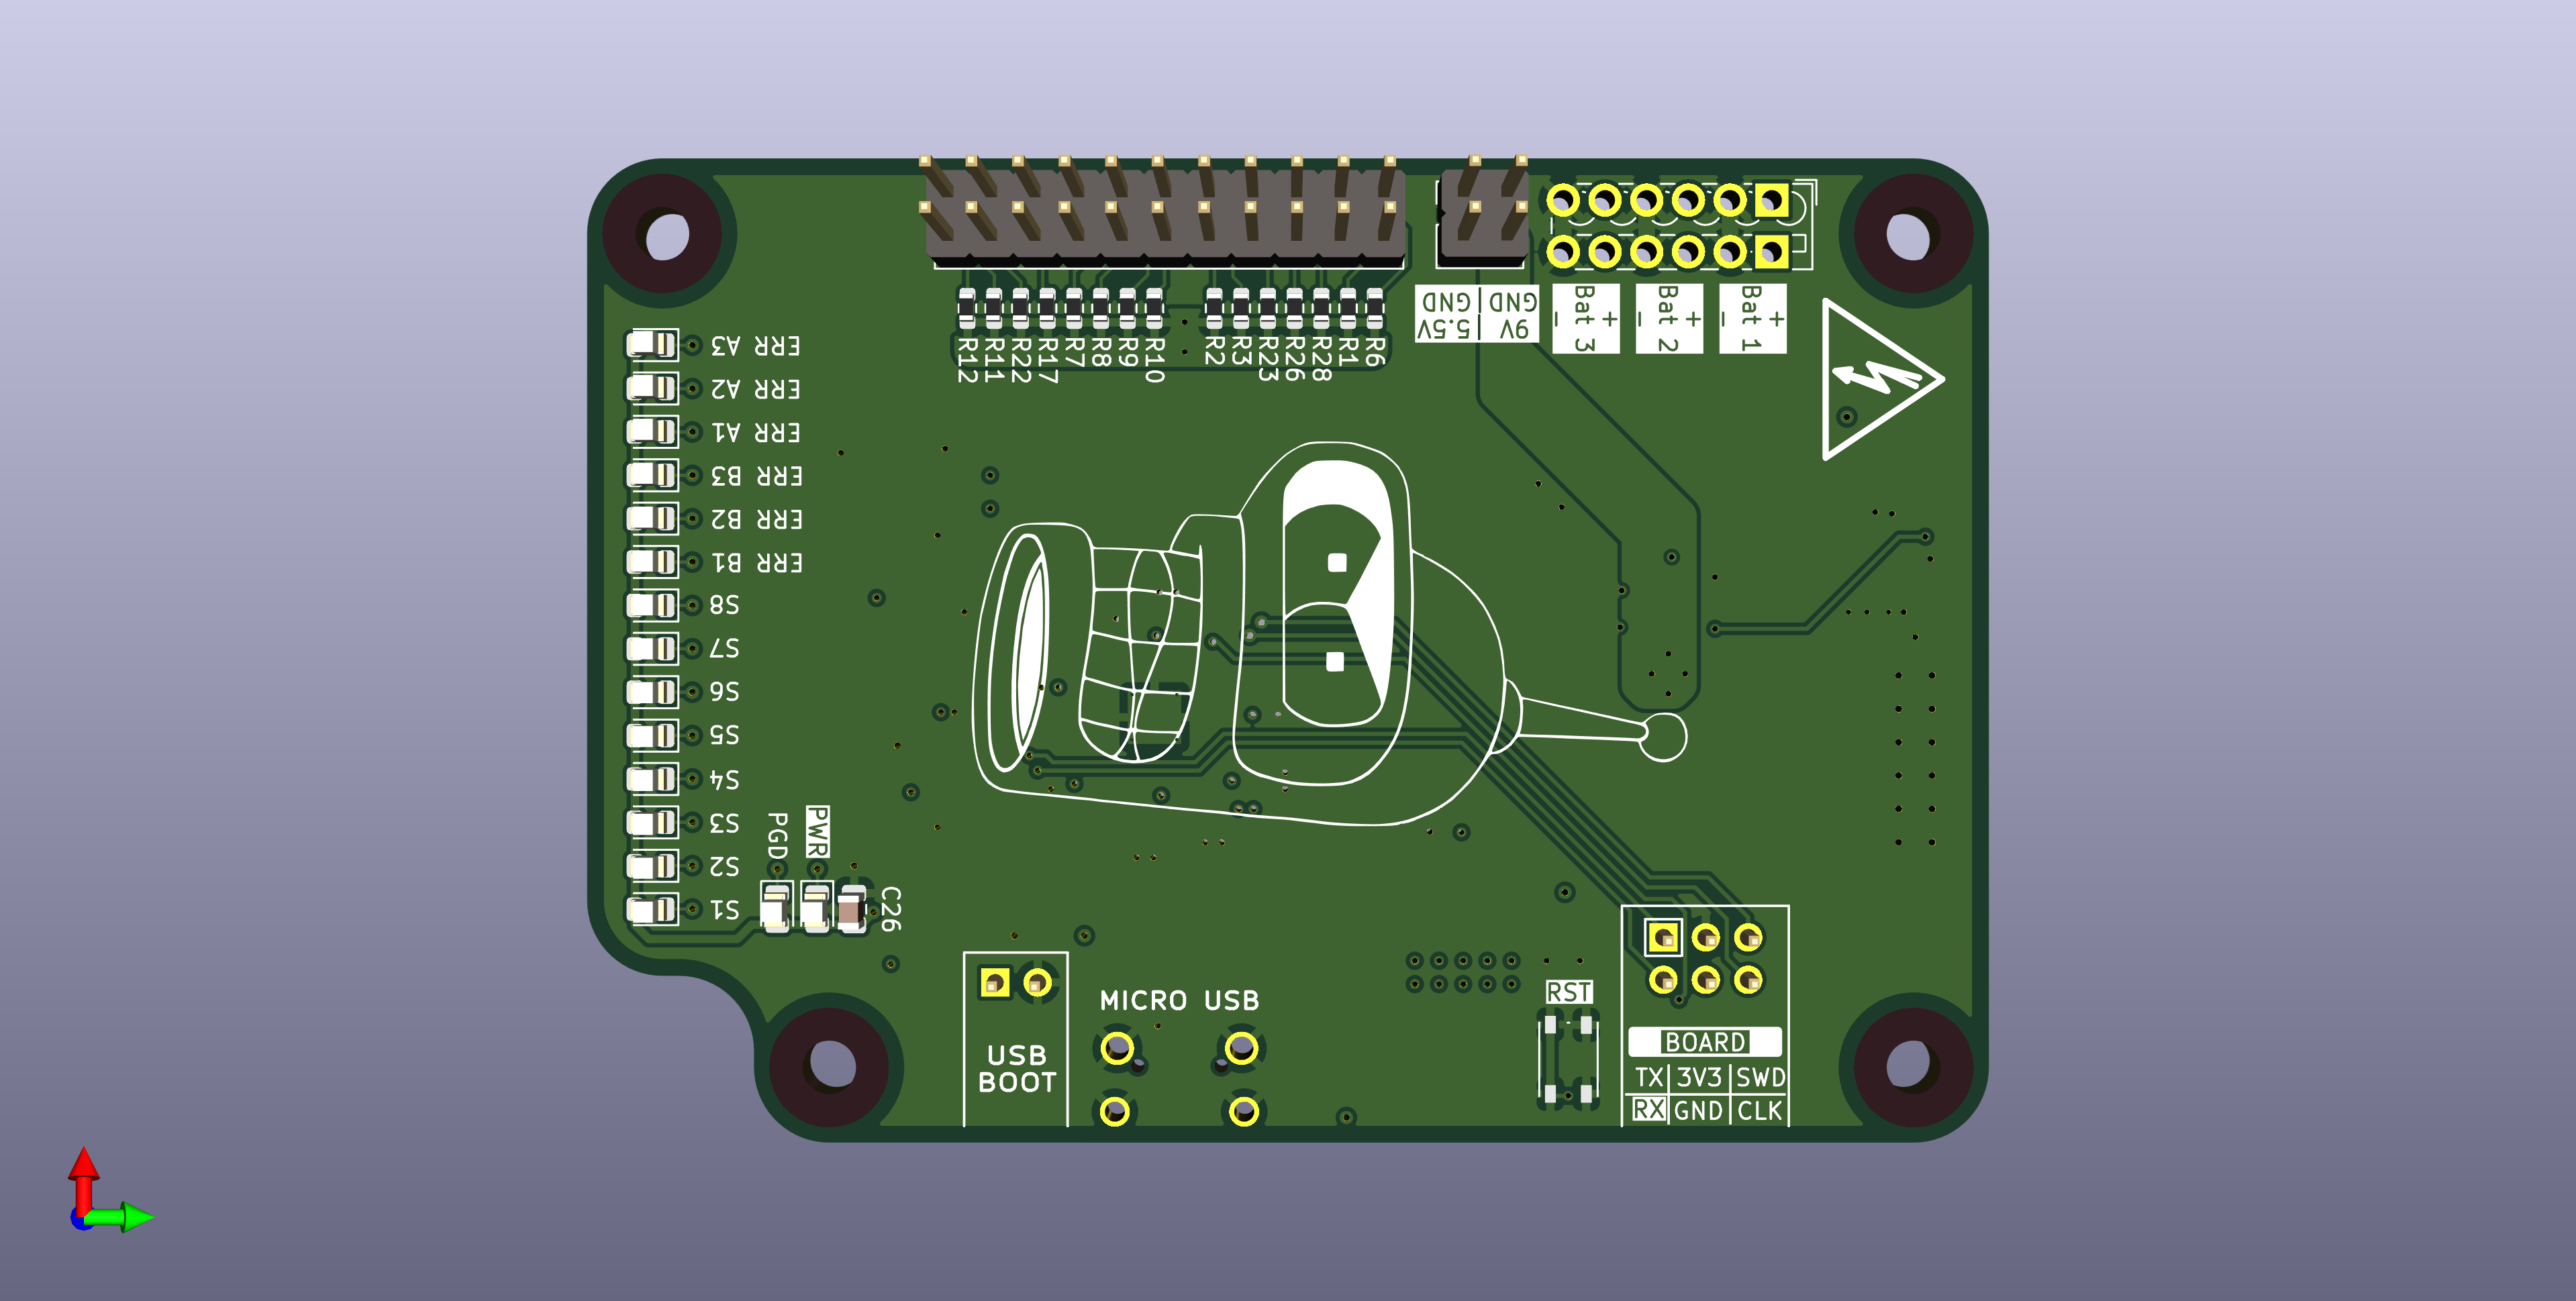 R12 R11 R22 R17 R7 R8 R9 R10 R2 R3 R23 R26 R28 R1 R6
GND | GND
5.5V | 9V
Bat 3
- +
Bat 2
- +
Bat 1
- +
ERR A3
ERR A2
ERR A1
ERR B3
ERR B2
ERR B1
S8
S7
S6
S5
S4
S3
S2
S1
PGD
PWR
C26
MICRO USB
USB
BOOT
RST
BOARD
TX 3V3 SWD
RX GND CLK